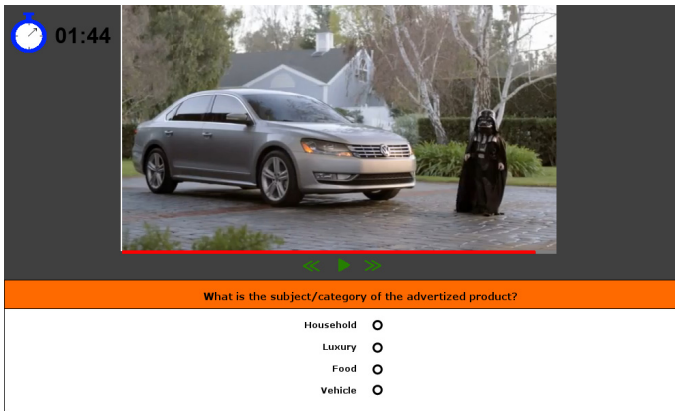 01:44
What is the subject/category of the advertized product?
Household
Luxury
Food
Vehicle